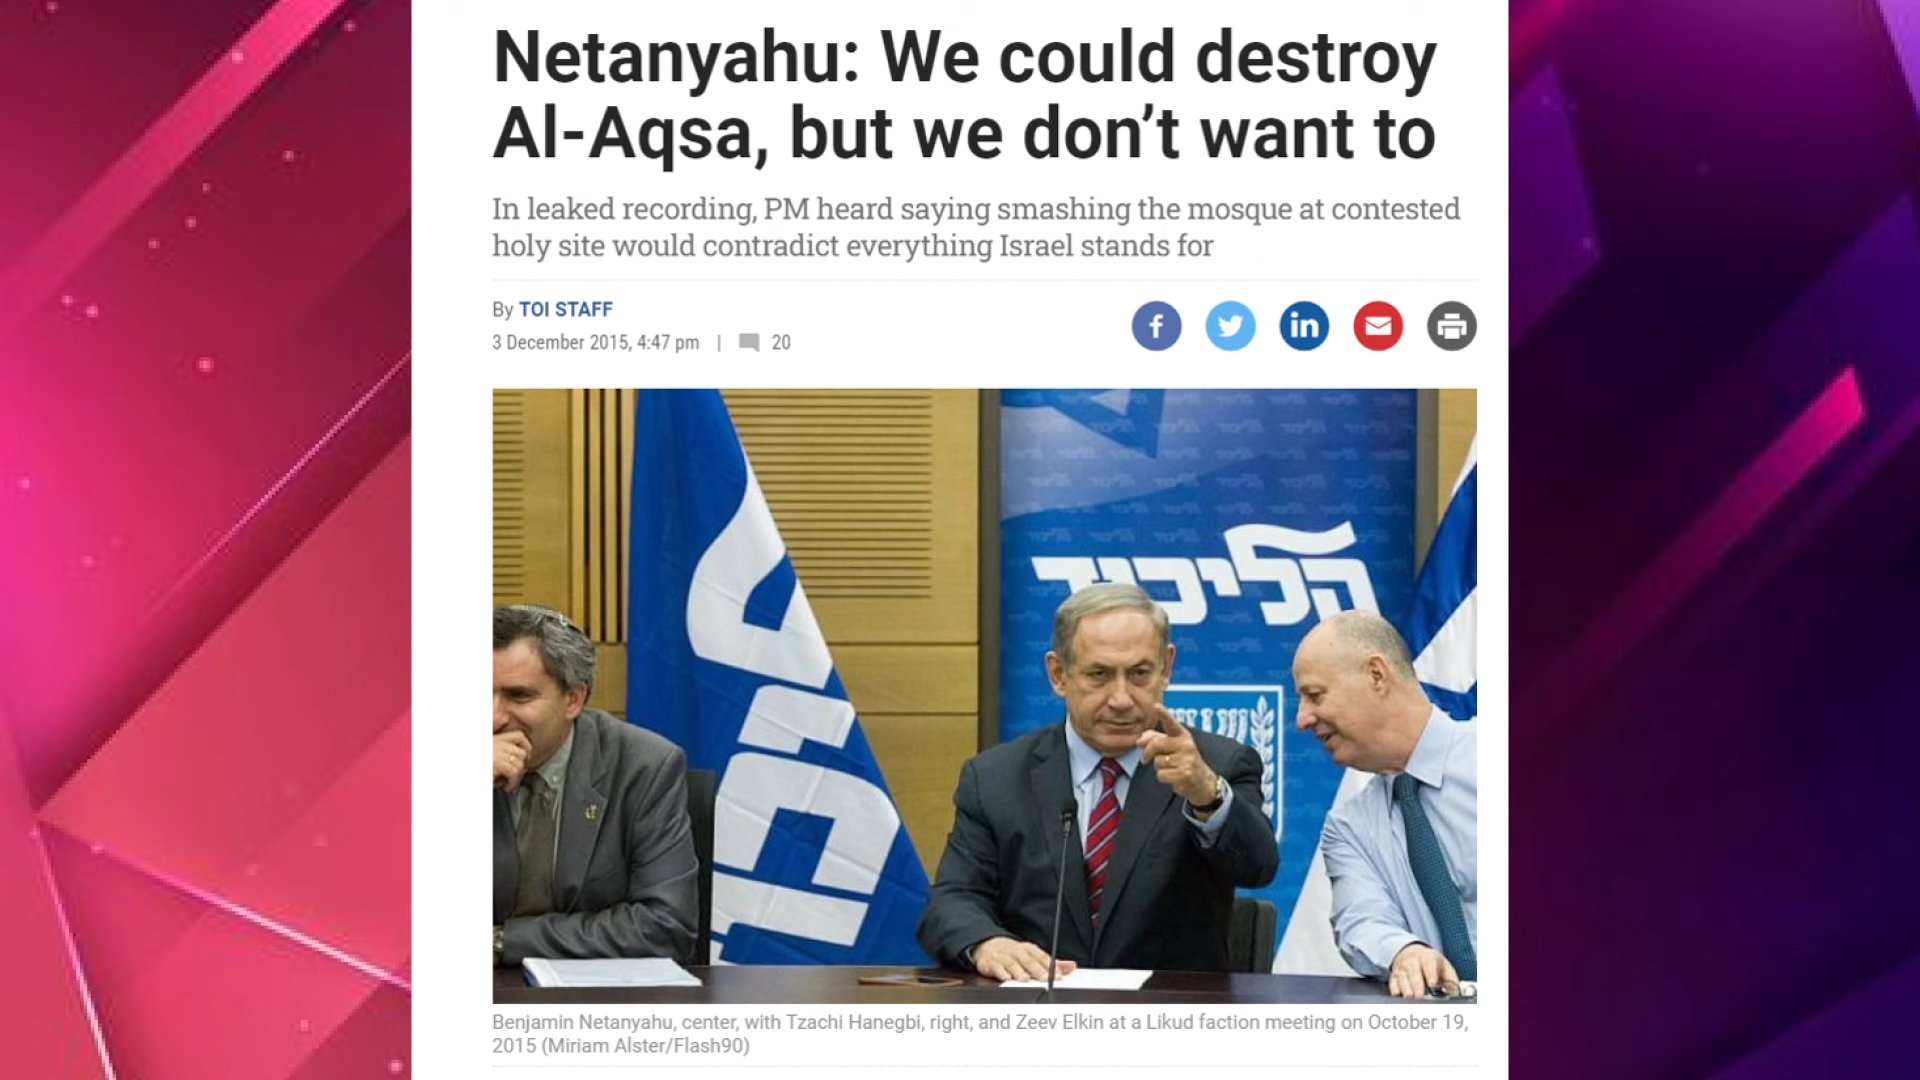 Netanyahu: We could destroy
Al-Aqsa, but we don’t want to
In leaked recording, PM heard saying smashing the mosque at contested
holy site would contradict everything Israel stands for
By TOI STAFF
3 December 2015, 4:47 pm | 20
הליכוד
Benjamin Netanyahu, center, with Tzachi Hanegbi, right, and Zeev Elkin at a Likud faction meeting on October 19,
2015 (Miriam Alster/Flash90)